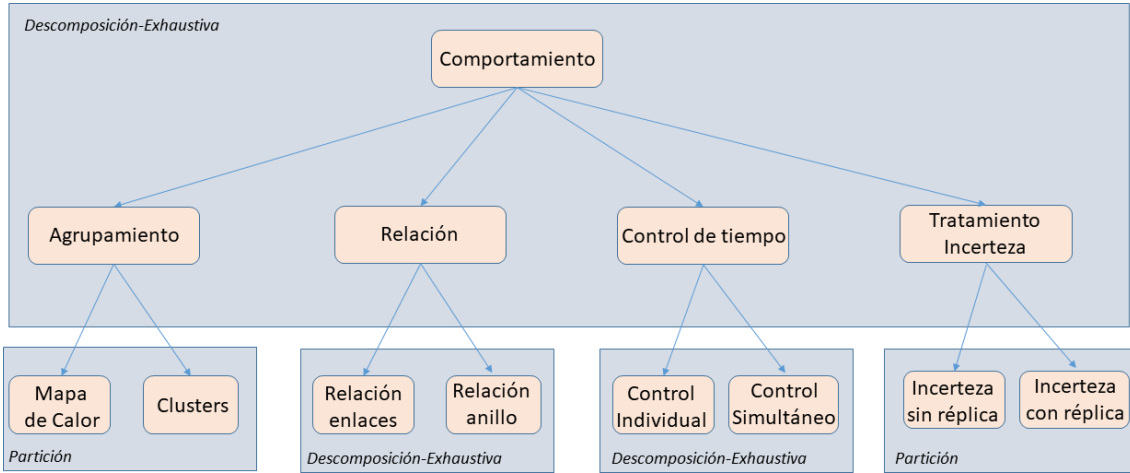 Descomposición-Exhaustiva
Comportamiento
Agrupamiento
Relación
Control de tiempo
Tratamiento
Incerteza
Mapa
de Calor
Clusters
Partición
Relación
enlaces
Relación
anillo
Descomposición-Exhaustiva
Control
Individual
Control
Simultáneo
Descomposición-Exhaustiva
Incerteza
sin réplica
Incerteza
con réplica
Partición